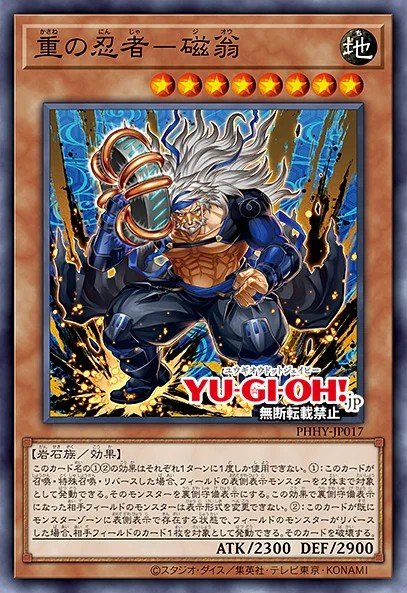 重の忍者－磁翁
地
ユウギオウドットジェイピー
YU-GI-OH!.jp
無断転載禁止
PHHY-JP017
【岩石族／効果】
このカード名の①②の効果はそれぞれ１ターンに１度しか使用できない。①：このカードが
召喚・特殊召喚・リバースした場合、フィールドの表側表示モンスターを２体まで対象
として発動できる。そのモンスターを裏側守備表示にする。この効果で裏側守備表示
になった相手フィールドのモンスターは表示形式を変更できない。②：このカードが既に
モンスターゾーンに表側表示で存在する状態で、フィールドのモンスターがリバー
スした場合、相手フィールドのカード１枚を対象として発動できる。そのカードを破壊する。
ATK/2300 DEF/2900
©スタジオ・ダイス／集英社・テレビ東京・KONAMI